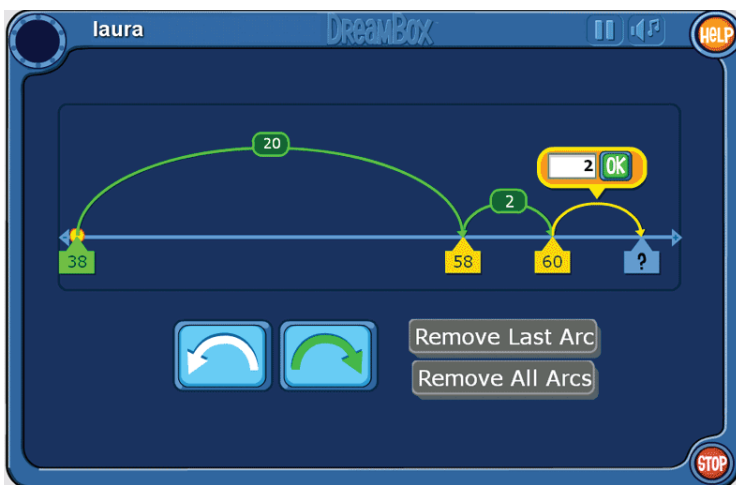 laura
DREAMBOX
HELP
20
2 OK
2
38
58
60
?
Remove Last Arc
Remove All Arcs
STOP